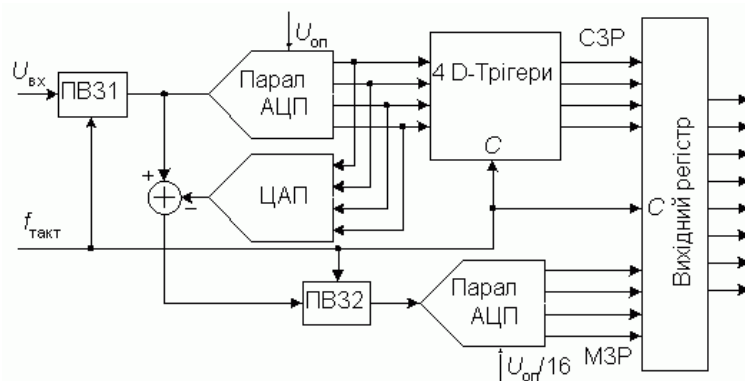 Uоп
СЗР
Uвх
ПВЗ1
Парал
АЦП
4 D-Трігери
C
ЦАП
+
−
fтакт
C
Вихідний регістр
ПВЗ2
Парал
АЦП
Uоп/16
МЗР